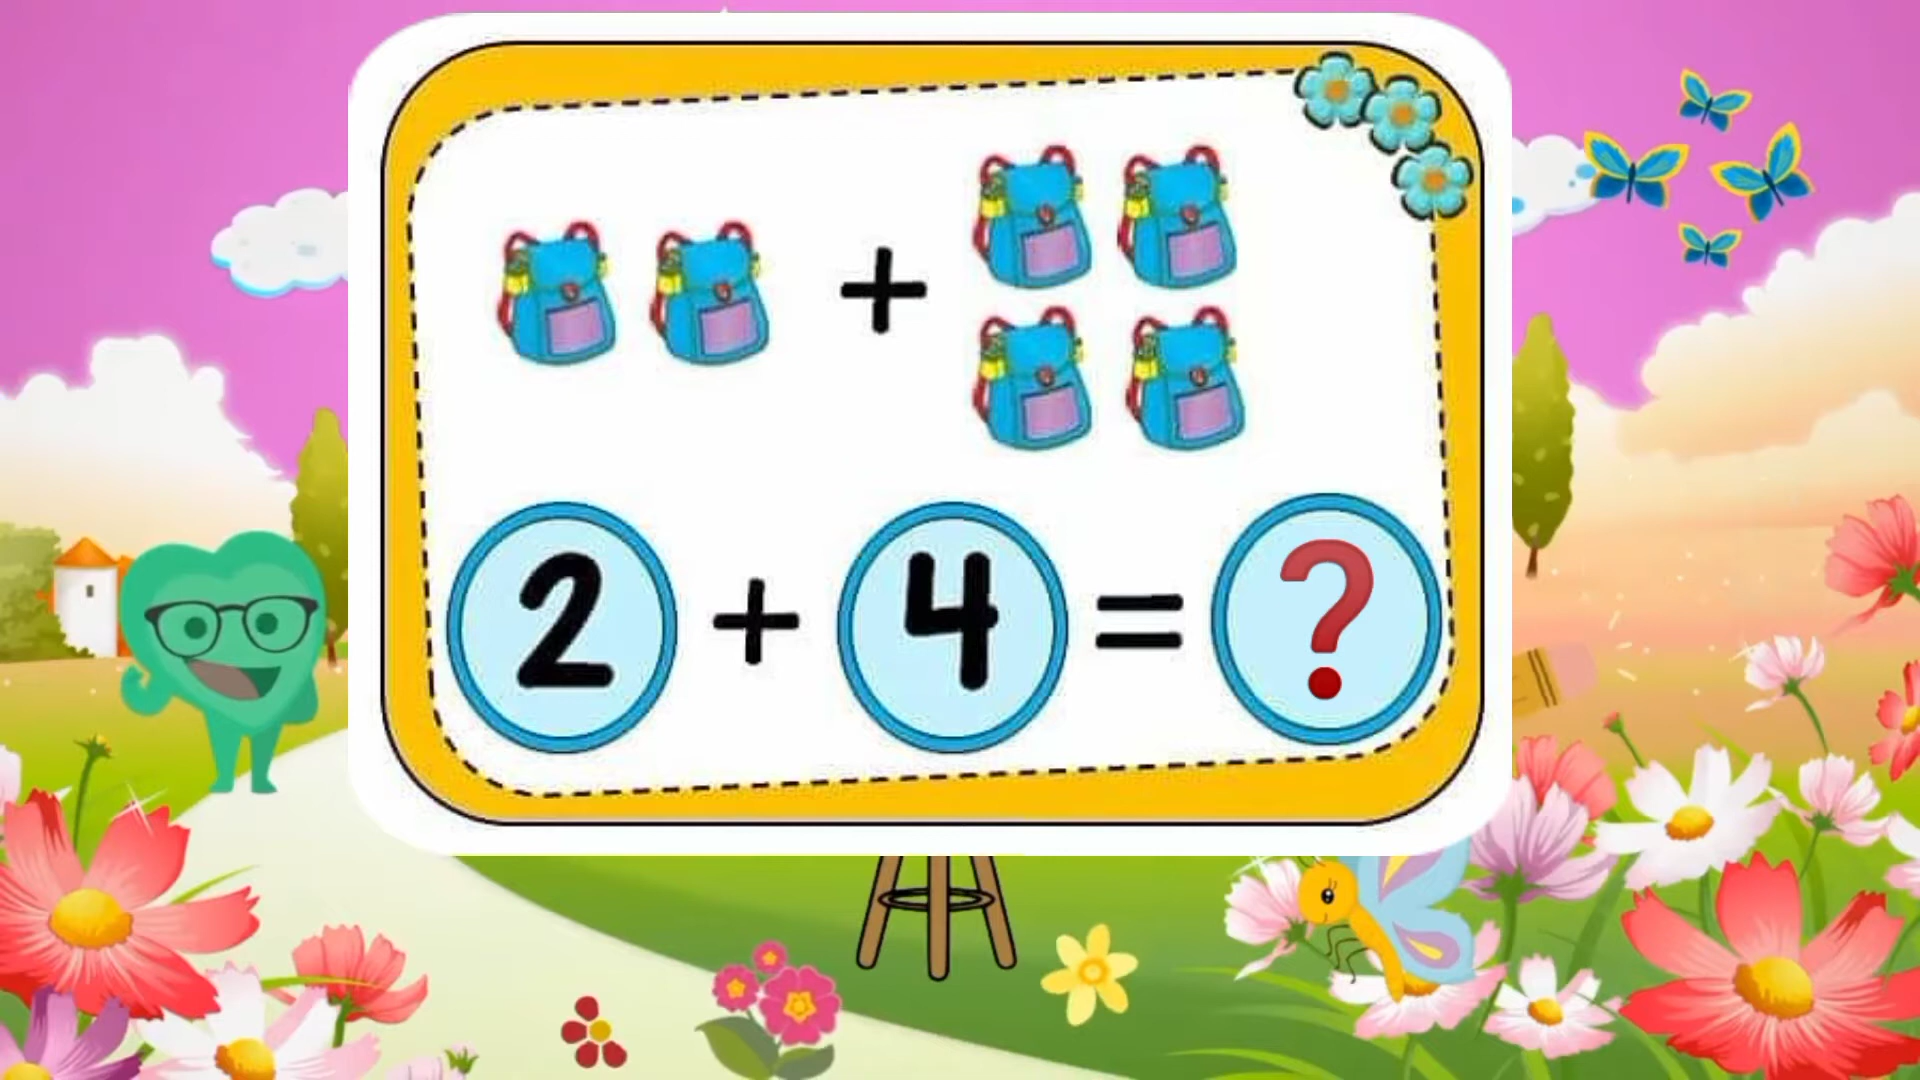 +
2 + 4 = ?